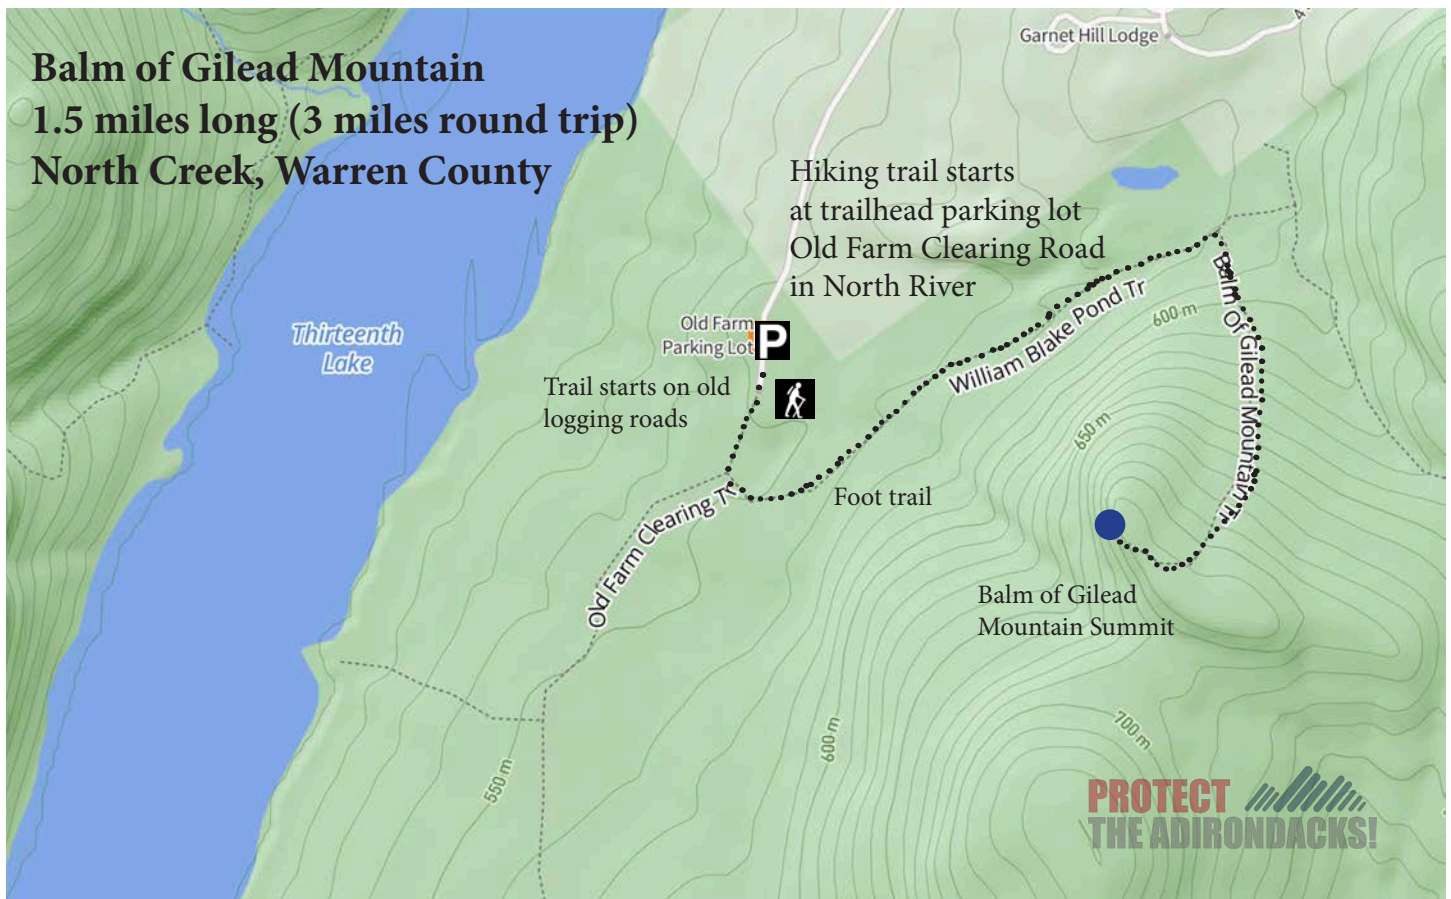 Balm of Gilead Mountain
1.5 miles long (3 miles round trip)
North Creek, Warren County
Garnet Hill Lodge
Hiking trail starts
at trailhead parking lot
Old Farm Clearing Road
in North River
Thirteenth
Lake
Old Farm
Parking Lot
P
Trail starts on old
logging roads
William Blake Pond Tr
600 m
Balm Of Gilead Mountain Tr
650 m
Foot trail
Old Farm Clearing Tr
Balm of Gilead
Mountain Summit
550 m
600 m
700 m
PROTECT
THE ADIRONDACKS!